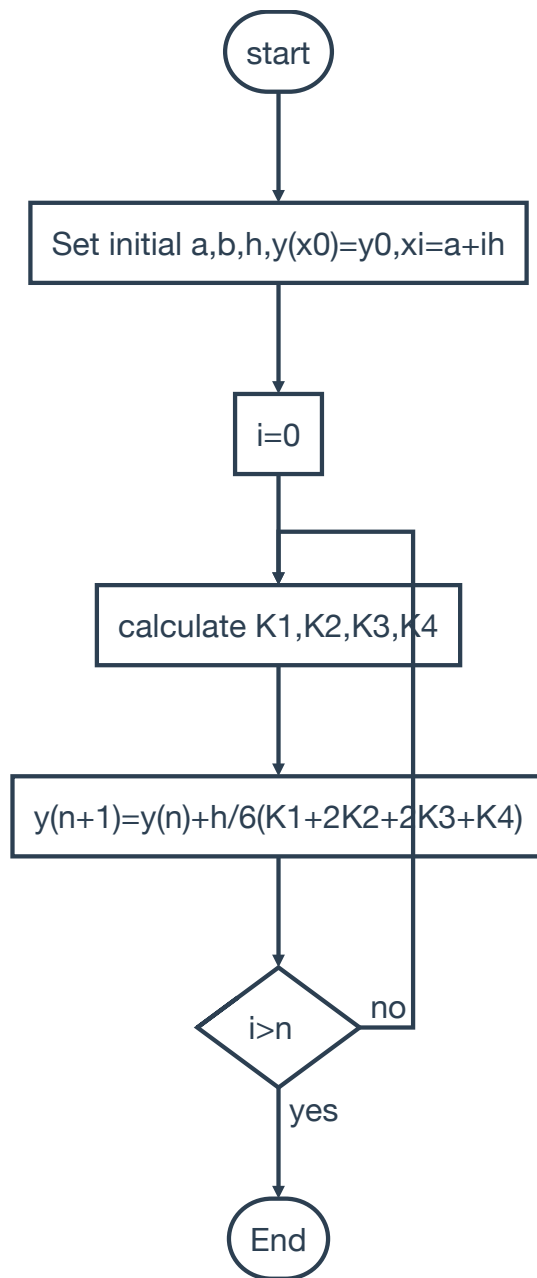 start
Set initial a,b,h,y(x0)=y0,xi=a+ih
i=0
calculate K1,K2,K3,K4
y(n+1)=y(n)+h/6(K1+2K2+2K3+K4)
i>n
no
yes
End